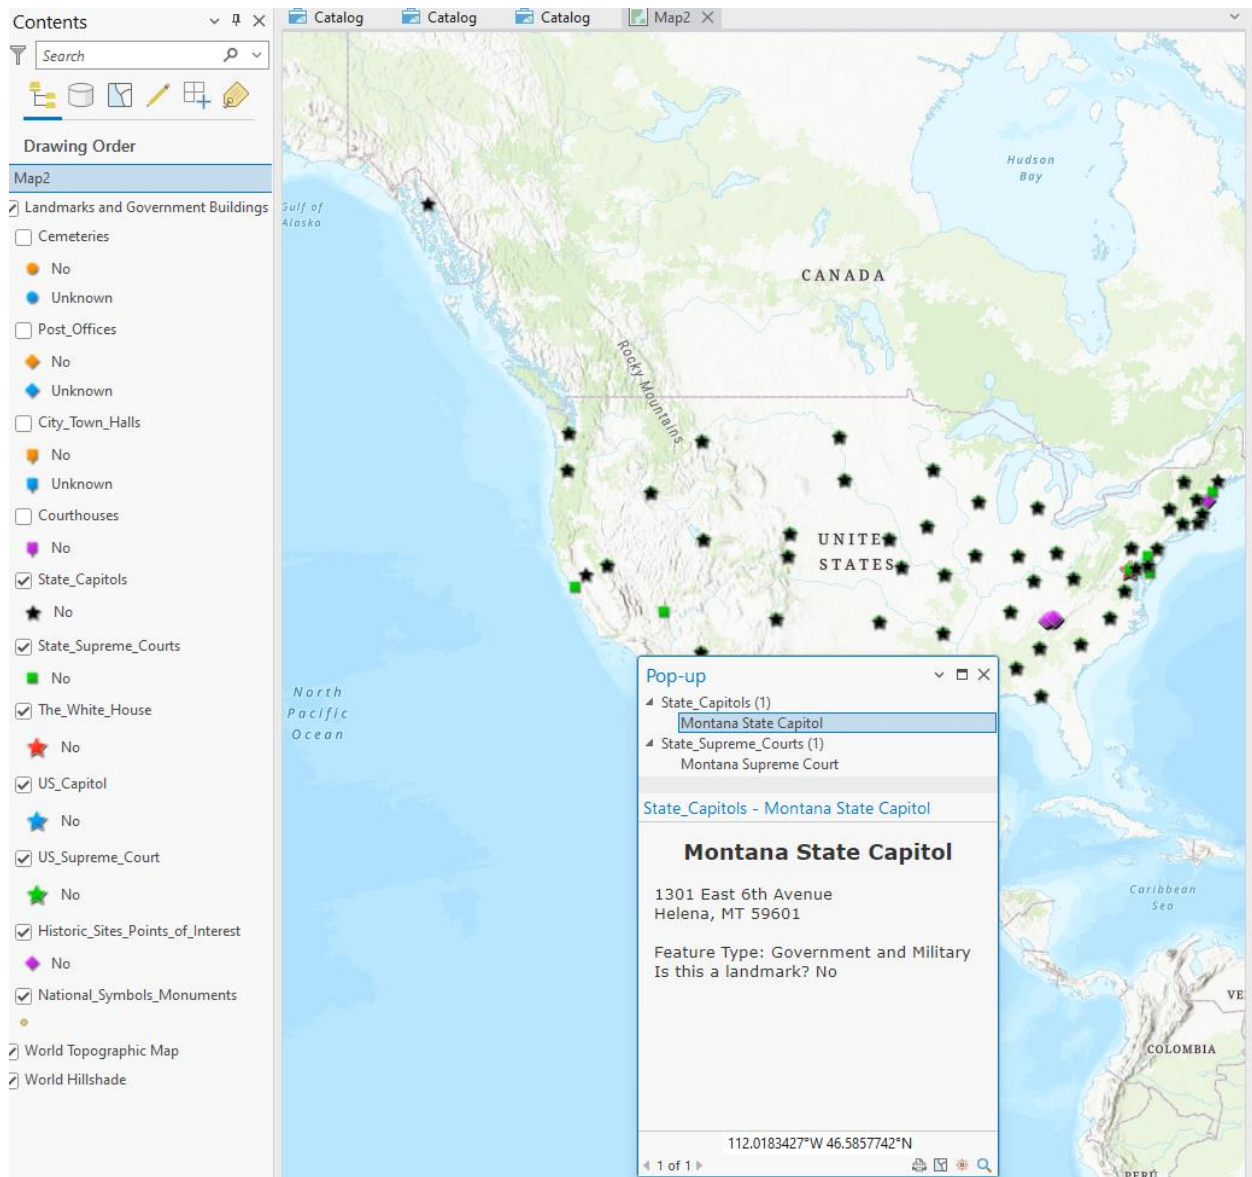 Contents
Search
Drawing Order
Map2
Landmarks and Government Buildings
Cemeteries
No
Unknown
Post_Offices
No
Unknown
City_Town_Halls
No
Unknown
Courthouses
No
State_Capitols
No
State_Supreme_Courts
No
The_White_House
No
US_Capitol
No
US_Supreme_Court
No
Historic_Sites_Points_of_Interest
No
National_Symbols_Monuments
World Topographic Map
World Hillshade
Catalog
Catalog
Catalog
Map2
Hudson
Bay
Gulf of
Alaska
CANADA
Rocky Mountains
UNITE
STATES
North
Pacific
Ocean
Pop-up
State_Capitols (1)
Montana State Capitol
State_Supreme_Courts (1)
Montana Supreme Court
State_Capitols - Montana State Capitol
Montana State Capitol
1301 East 6th Avenue
Helena, MT 59601
Feature Type: Government and Military
Is this a landmark? No
112.0183427°W 46.5857742°N
1 of 1
Caribbean
Sea
VE
COLOMBIA
PERÚ